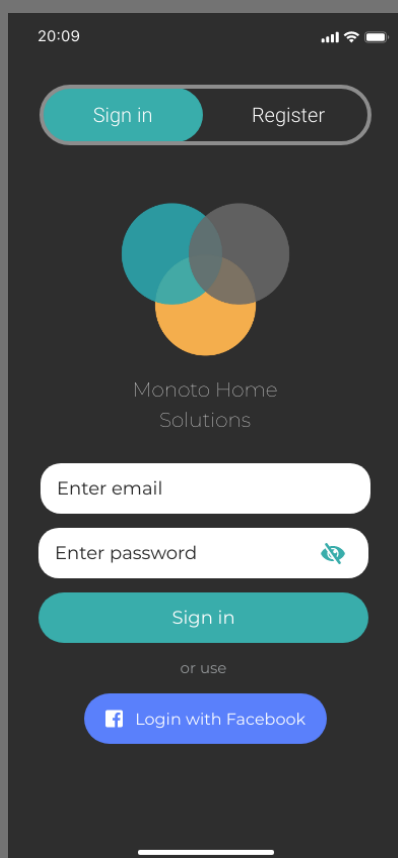 20:09
Sign in
Register
Monoto Home
Solutions
Enter email
Enter password
Sign in
or use
Login with Facebook